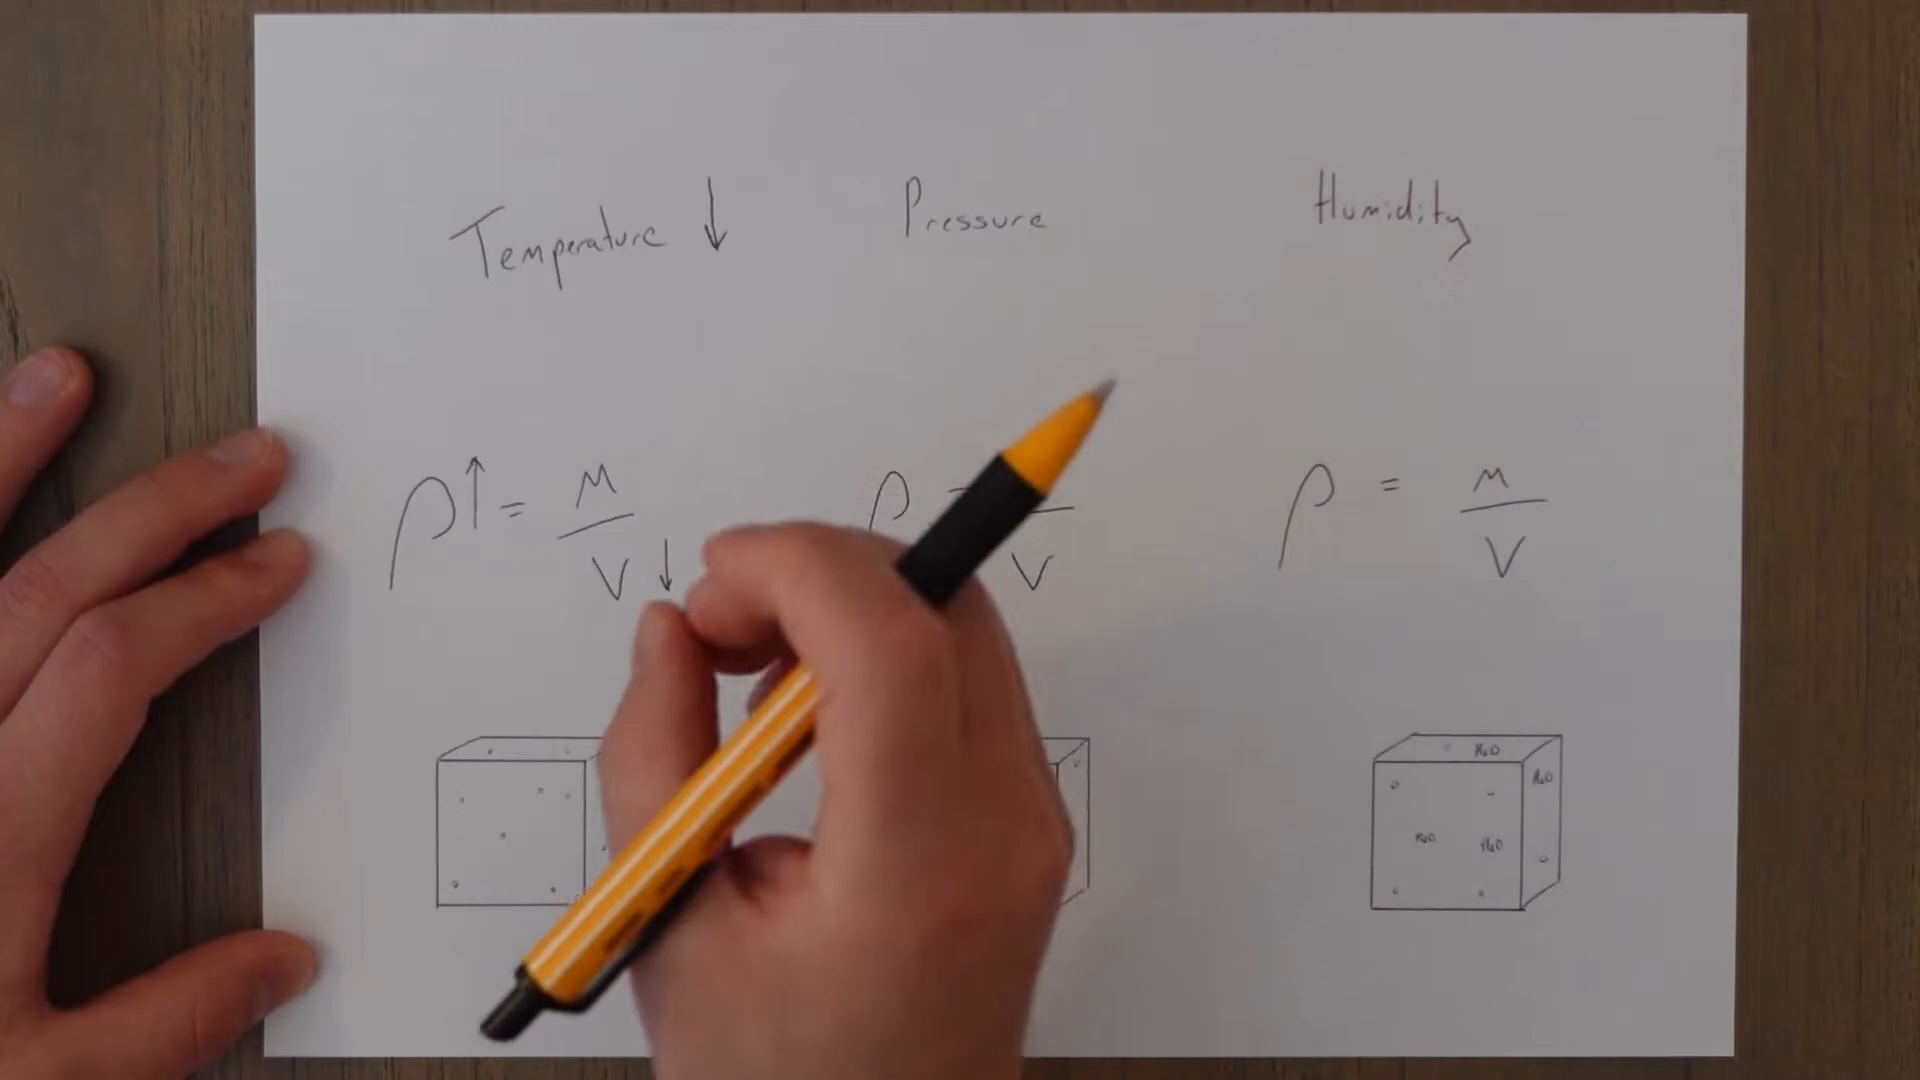 Temperature ↓ Pressure Humidity
ρ↑ = M ρ M
V↓ V ρ = V
H2O
H2O
H2O H2O